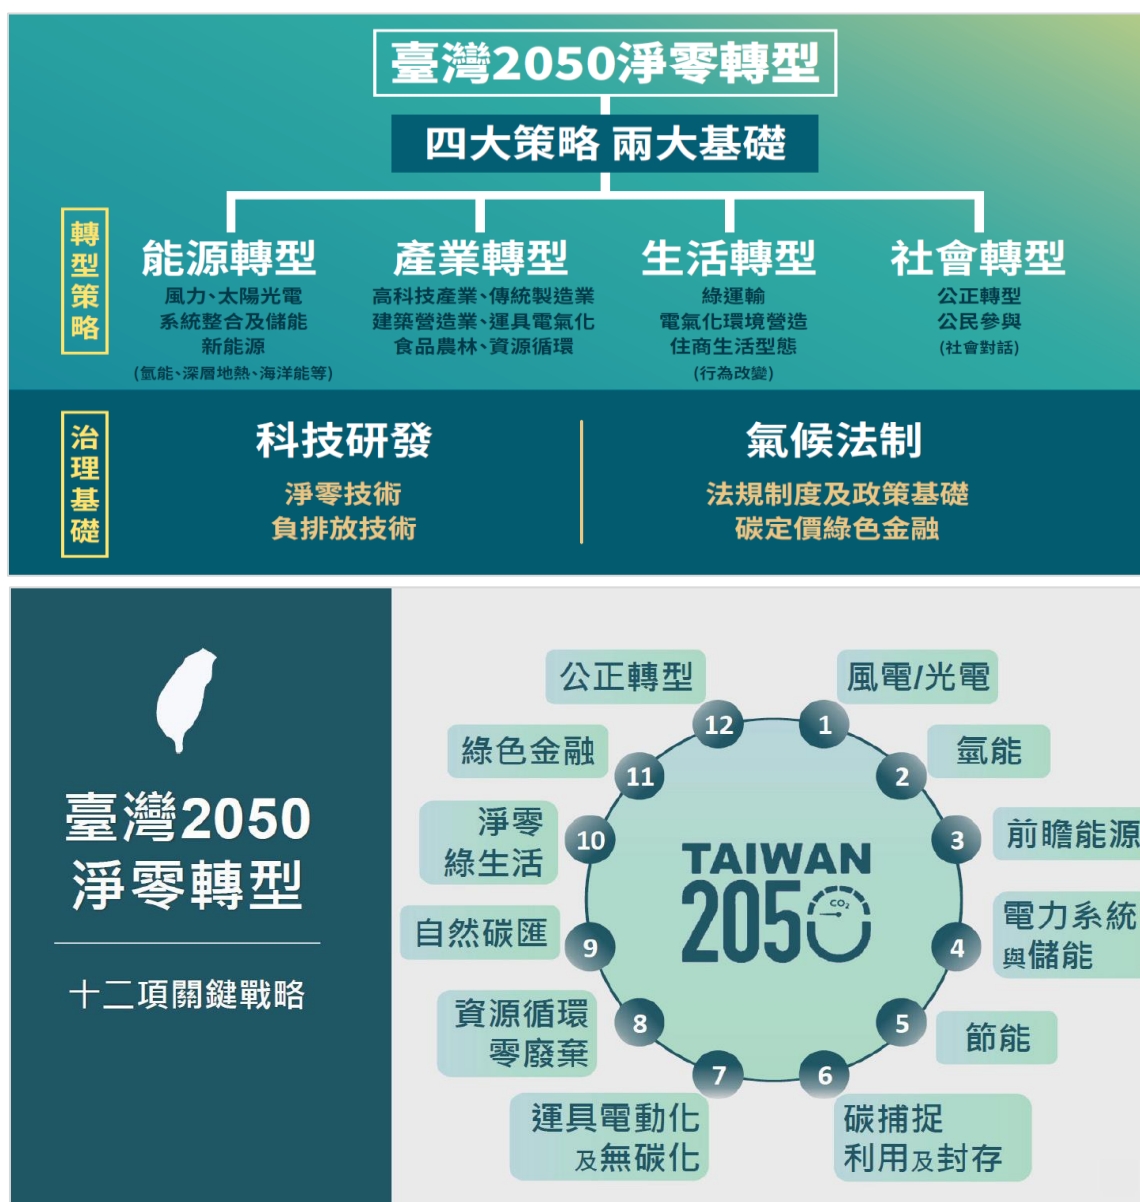 臺灣2050淨零轉型
四大策略 兩大基礎
轉型策略
能源轉型
風力、太陽光電
系統整合及儲能
新能源
(氫能、深層地熱、海洋能等)
產業轉型
高科技產業、傳統製造業
建築營造業、運具電氣化
食品農林、資源循環
生活轉型
綠運輸
電氣化環境營造
住商生活型態
(行為改變)
社會轉型
公正轉型
公民參與
(社會對話)
治理基礎
科技研發
淨零技術
負排放技術
氣候法制
法規制度及政策基礎
碳定價綠色金融
臺灣2050
淨零轉型
十二項關鍵戰略
TAIWAN
2050
CO₂
1
風電/光電
2
氫能
3
前瞻能源
4
電力系統
與儲能
5
節能
6
碳捕捉
利用及封存
7
運具電動化
及無碳化
8
資源循環
零廢棄
9
自然碳匯
10
淨零
綠生活
11
綠色金融
12
公正轉型